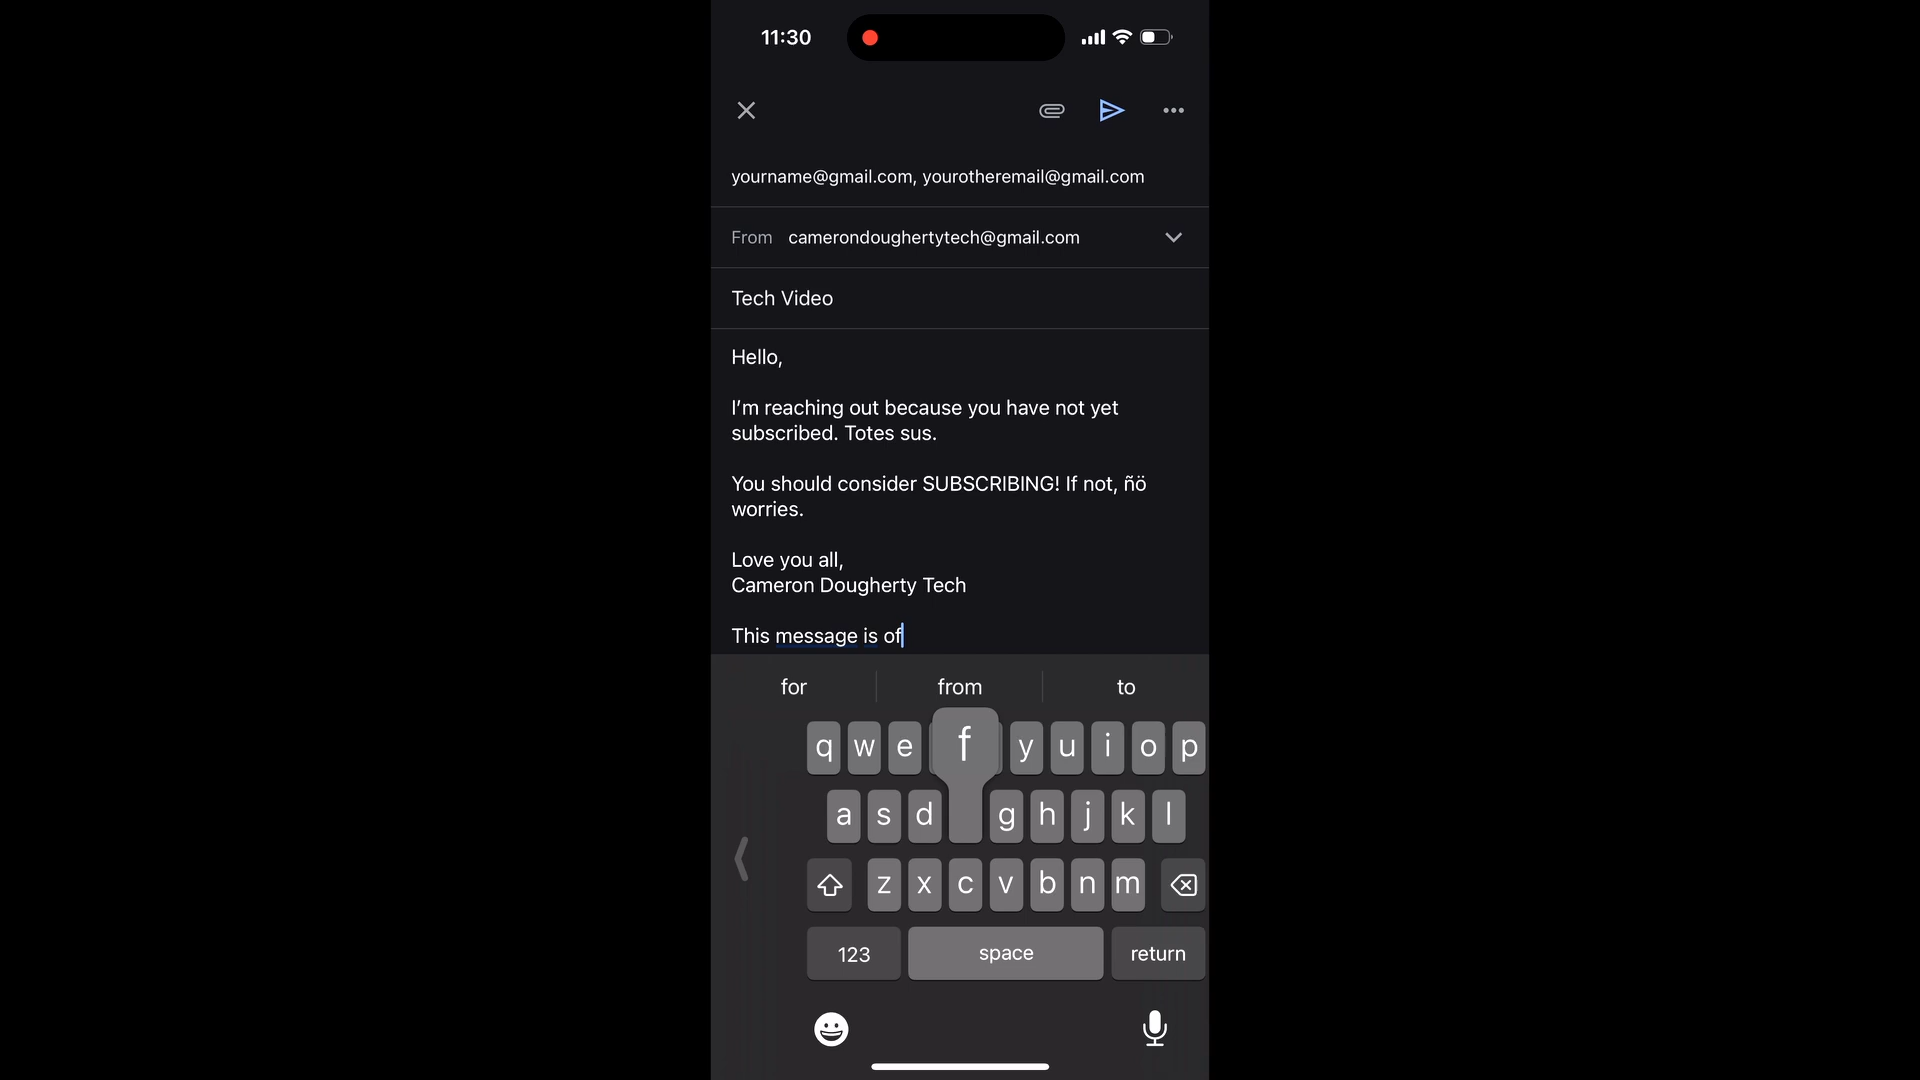 11:30
yourname@gmail.com, yourotheremail@gmail.com
From camerondoughertytech@gmail.com
Tech Video
Hello,
I'm reaching out because you have not yet
subscribed. Totes sus.
You should consider SUBSCRIBING! If not, ñö
worries.
Love you all,
Cameron Dougherty Tech
This message is of
for from to
q w e f y u i o p
a s d g h j k l
z x c v b n m
123 space return